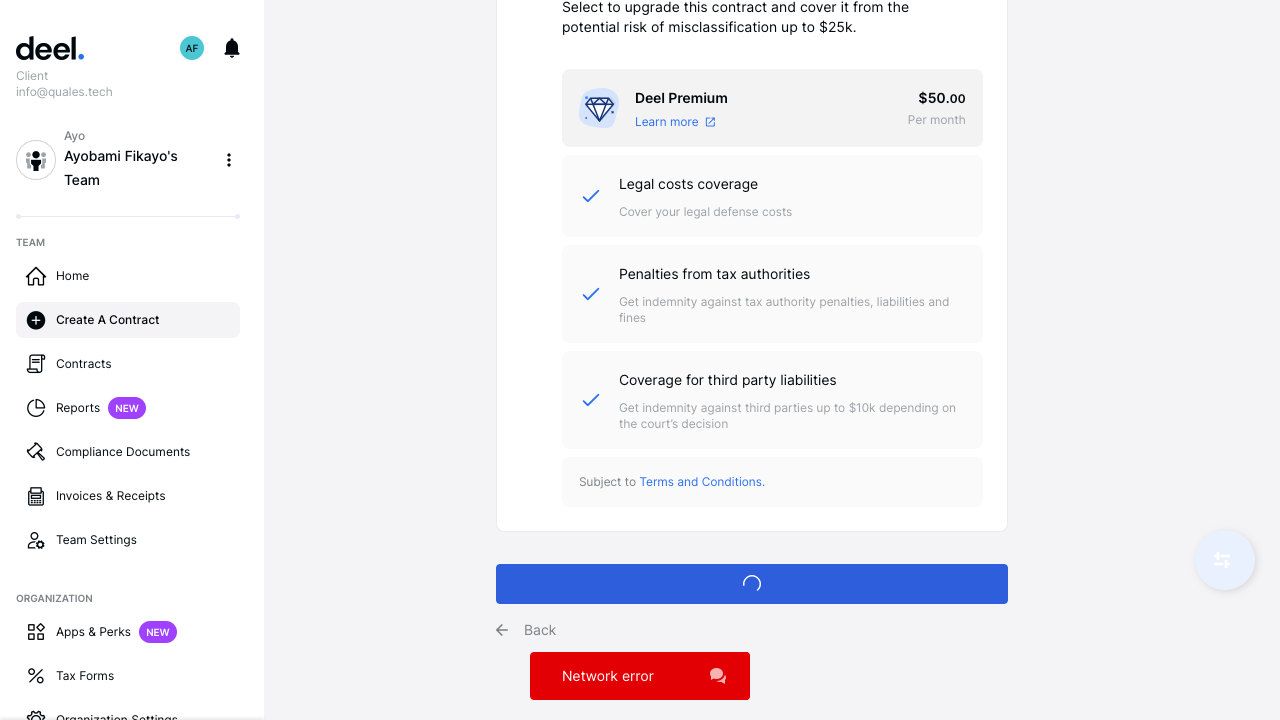 deel.
AF
Client
info@quales.tech
Ayo
Ayobami Fikayo's
Team
TEAM
Home
Create A Contract
Contracts
Reports NEW
Compliance Documents
Invoices & Receipts
Team Settings
ORGANIZATION
Apps & Perks NEW
Tax Forms
Organization Settings
Select to upgrade this contract and cover it from the
potential risk of misclassification up to $25k.
Deel Premium
$50.00
Learn more
Per month
Legal costs coverage
Cover your legal defense costs
Penalties from tax authorities
Get indemnity against tax authority penalties, liabilities and
fines
Coverage for third party liabilities
Get indemnity against third parties up to $10k depending on
the court's decision
Subject to Terms and Conditions.
Back
Network error